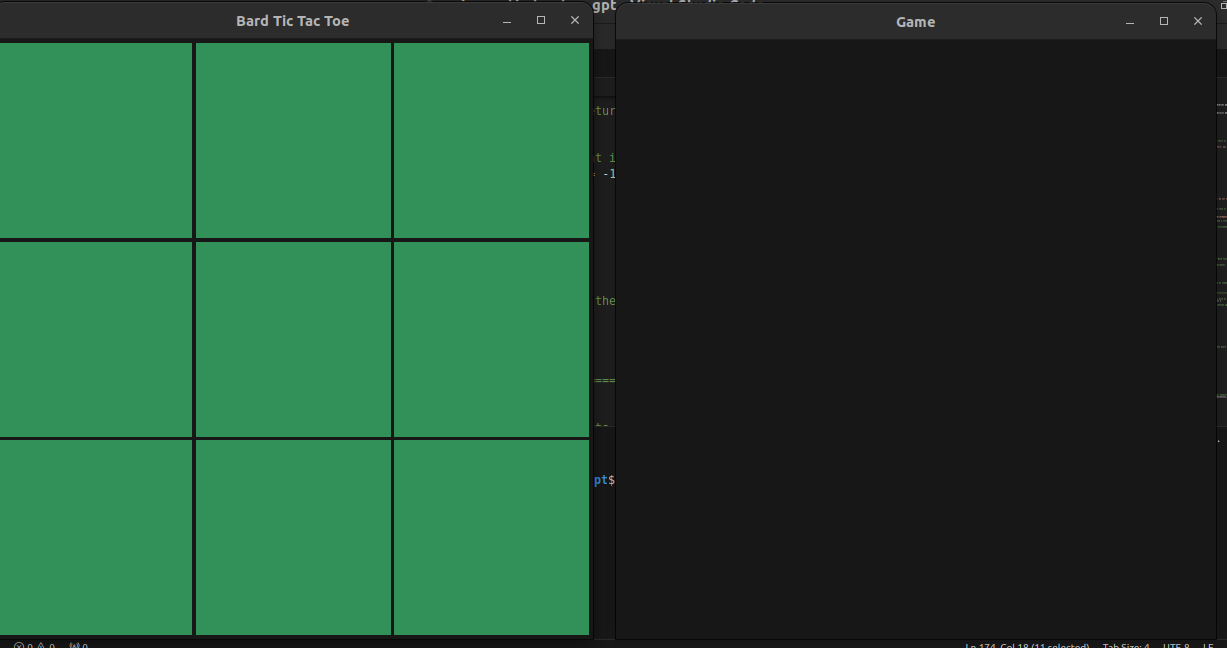 Bard Tic Tac Toe
Game
tur
t i
= -1
the
====
pt$
0 0 0
Ln 174, Col 18 (11 selected) Tab Size: 4 UTF-8 LF